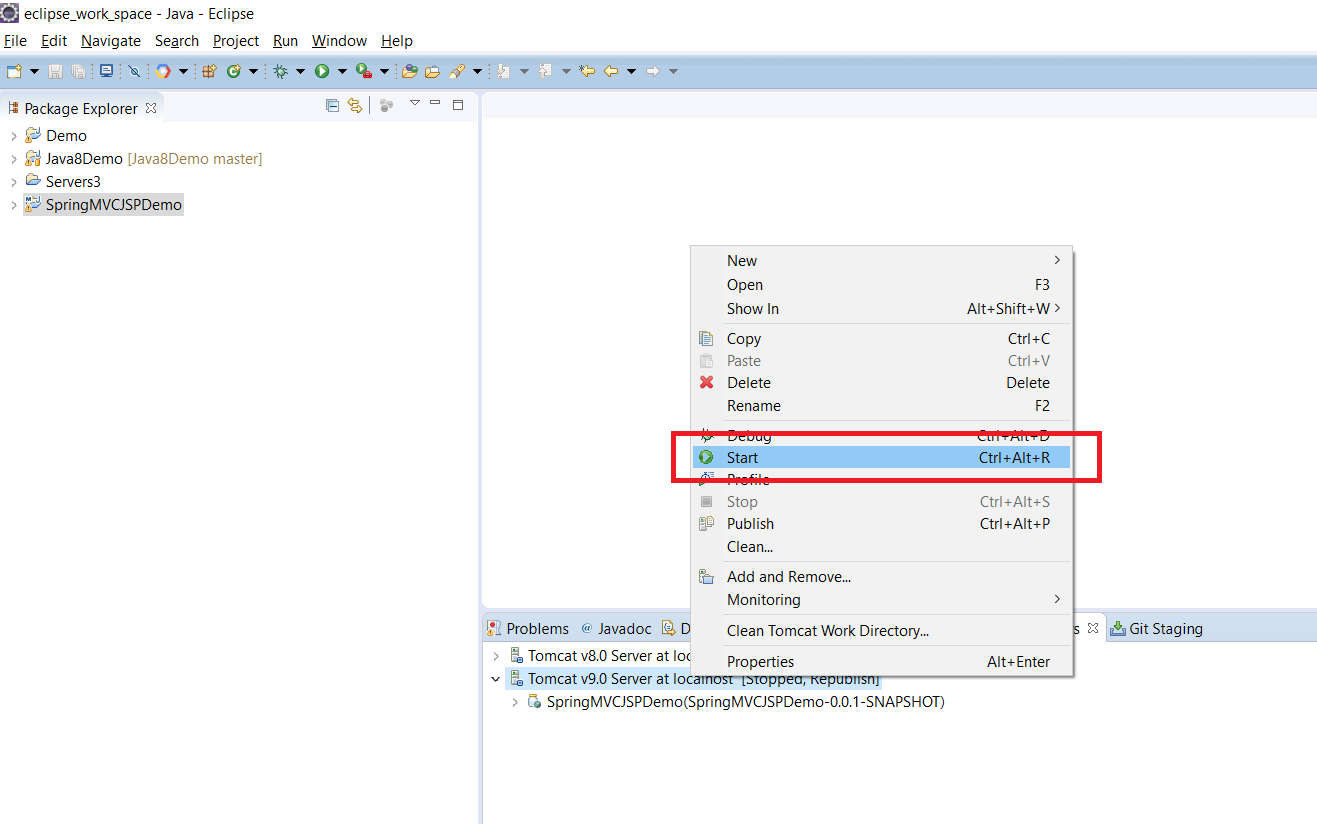 eclipse_work_space - Java - Eclipse
File Edit Navigate Search Project Run Window Help
Package Explorer
Demo
Java8Demo [Java8Demo master]
Servers3
SpringMVCJSPDemo
New
Open F3
Show In Alt+Shift+W
Copy Ctrl+C
Paste Ctrl+V
Delete Delete
Rename F2
Debug Ctrl+Alt+D
Start Ctrl+Alt+R
Profile
Stop Ctrl+Alt+S
Publish Ctrl+Alt+P
Clean...
Add and Remove...
Monitoring
Clean Tomcat Work Directory...
Properties Alt+Enter
Problems @ Javadoc D s Git Staging
Tomcat v8.0 Server at loc
Tomcat v9.0 Server at localhost [Stopped, Republish]
SpringMVCJSPDemo(SpringMVCJSPDemo-0.0.1-SNAPSHOT)